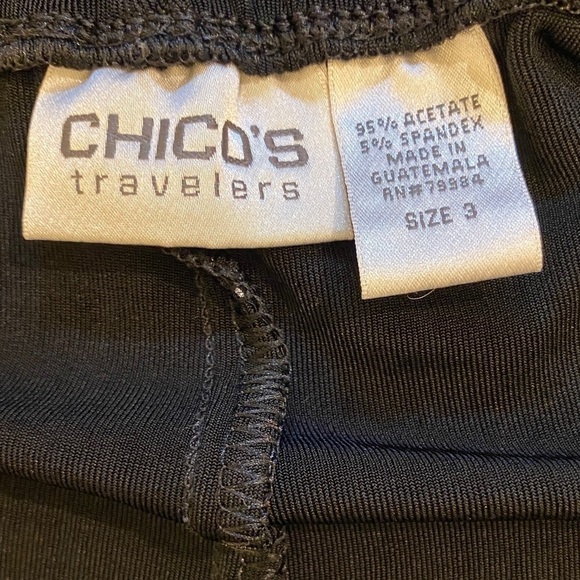 CHICO'S
travelers
95% ACETATE
5% SPANDEX
MADE IN
GUATEMALA
RN#79984
SIZE 3